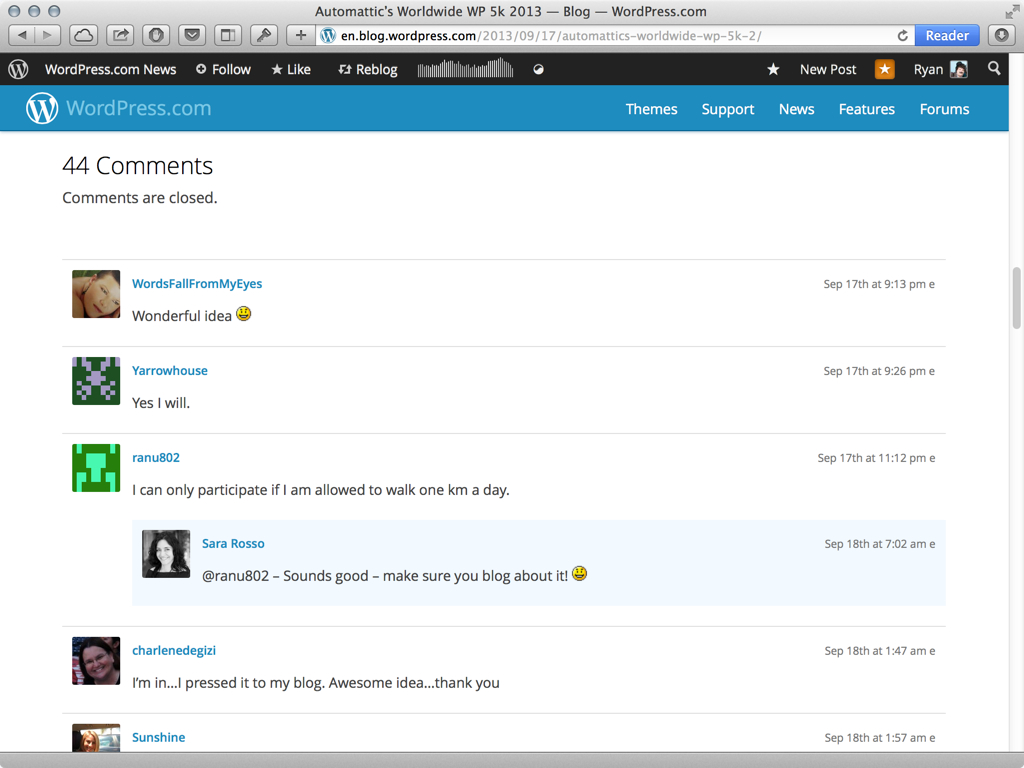 Automattic's Worldwide WP 5k 2013 — Blog — WordPress.com
en.blog.wordpress.com/2013/09/17/automattics-worldwide-wp-5k-2/
Reader
WordPress.com News Follow Like Reblog New Post Ryan
WordPress.com Themes Support News Features Forums
44 Comments
Comments are closed.
WordsFallFromMyEyes Sep 17th at 9:13 pm e
Wonderful idea
Yarrowhouse Sep 17th at 9:26 pm e
Yes I will.
ranu802 Sep 17th at 11:12 pm e
I can only participate if I am allowed to walk one km a day.
Sara Rosso Sep 18th at 7:02 am e
@ranu802 – Sounds good – make sure you blog about it!
charlenedegizi Sep 18th at 1:47 am e
I’m in…I pressed it to my blog. Awesome idea…thank you
Sunshine Sep 18th at 1:57 am e